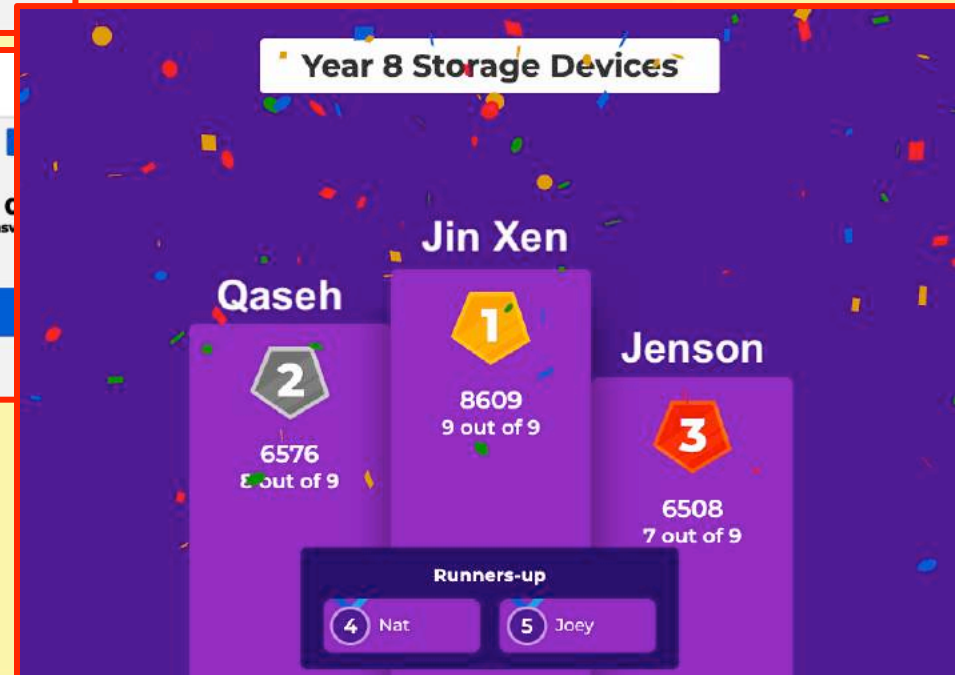 Year 8 Storage Devices
Jin Xen
Qaseh
Jenson
1
8609
9 out of 9
2
6576
8 out of 9
3
6508
7 out of 9
Runners-up
4 Nat
5 Joey